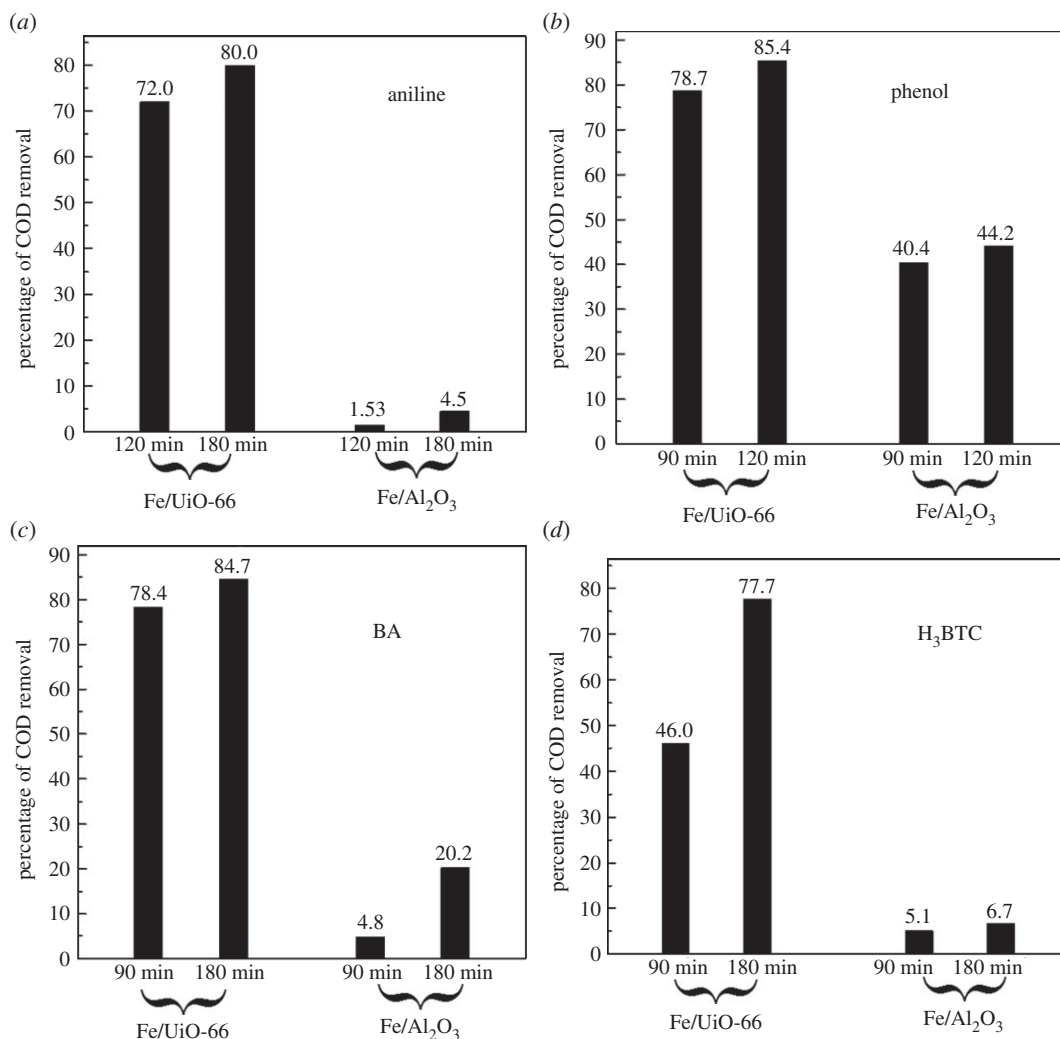 (a)
percentage of COD removal
80
70
60
50
40
30
20
10
0
72.0
80.0
aniline
1.53
4.5
120 min 180 min 120 min 180 min
Fe/UiO-66 Fe/Al₂O₃
(b)
percentage of COD removal
90
80
70
60
50
40
30
20
10
0
78.7
85.4
phenol
40.4
44.2
90 min 120 min 90 min 120 min
Fe/UiO-66 Fe/Al₂O₃
(c)
percentage of COD removal
90
80
70
60
50
40
30
20
10
0
78.4
84.7
BA
4.8
20.2
90 min 180 min 90 min 180 min
Fe/UiO-66 Fe/Al₂O₃
(d)
percentage of COD removal
80
70
60
50
40
30
20
10
0
46.0
77.7
H₃BTC
5.1
6.7
90 min 180 min 90 min 180 min
Fe/UiO-66 Fe/Al₂O₃